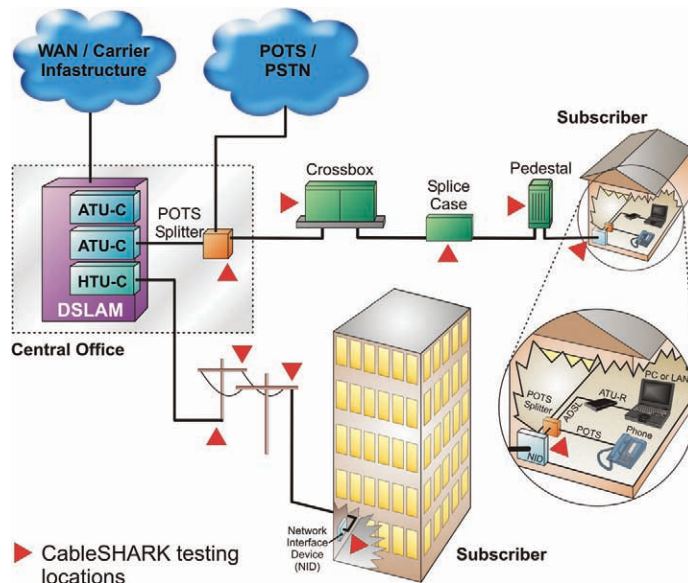 WAN / Carrier
Infastructure
POTS /
PSTN
Subscriber
Crossbox
Pedestal
Splice
Case
ATU-C
POTS
Splitter
ATU-C
HTU-C
DSLAM
Central Office
PC or LAN
ATU-R
POTS
Splitter
ADSL
POTS
Phone
NID
Network
Interface
Device
(NID)
Subscriber
CableSHARK testing
locations